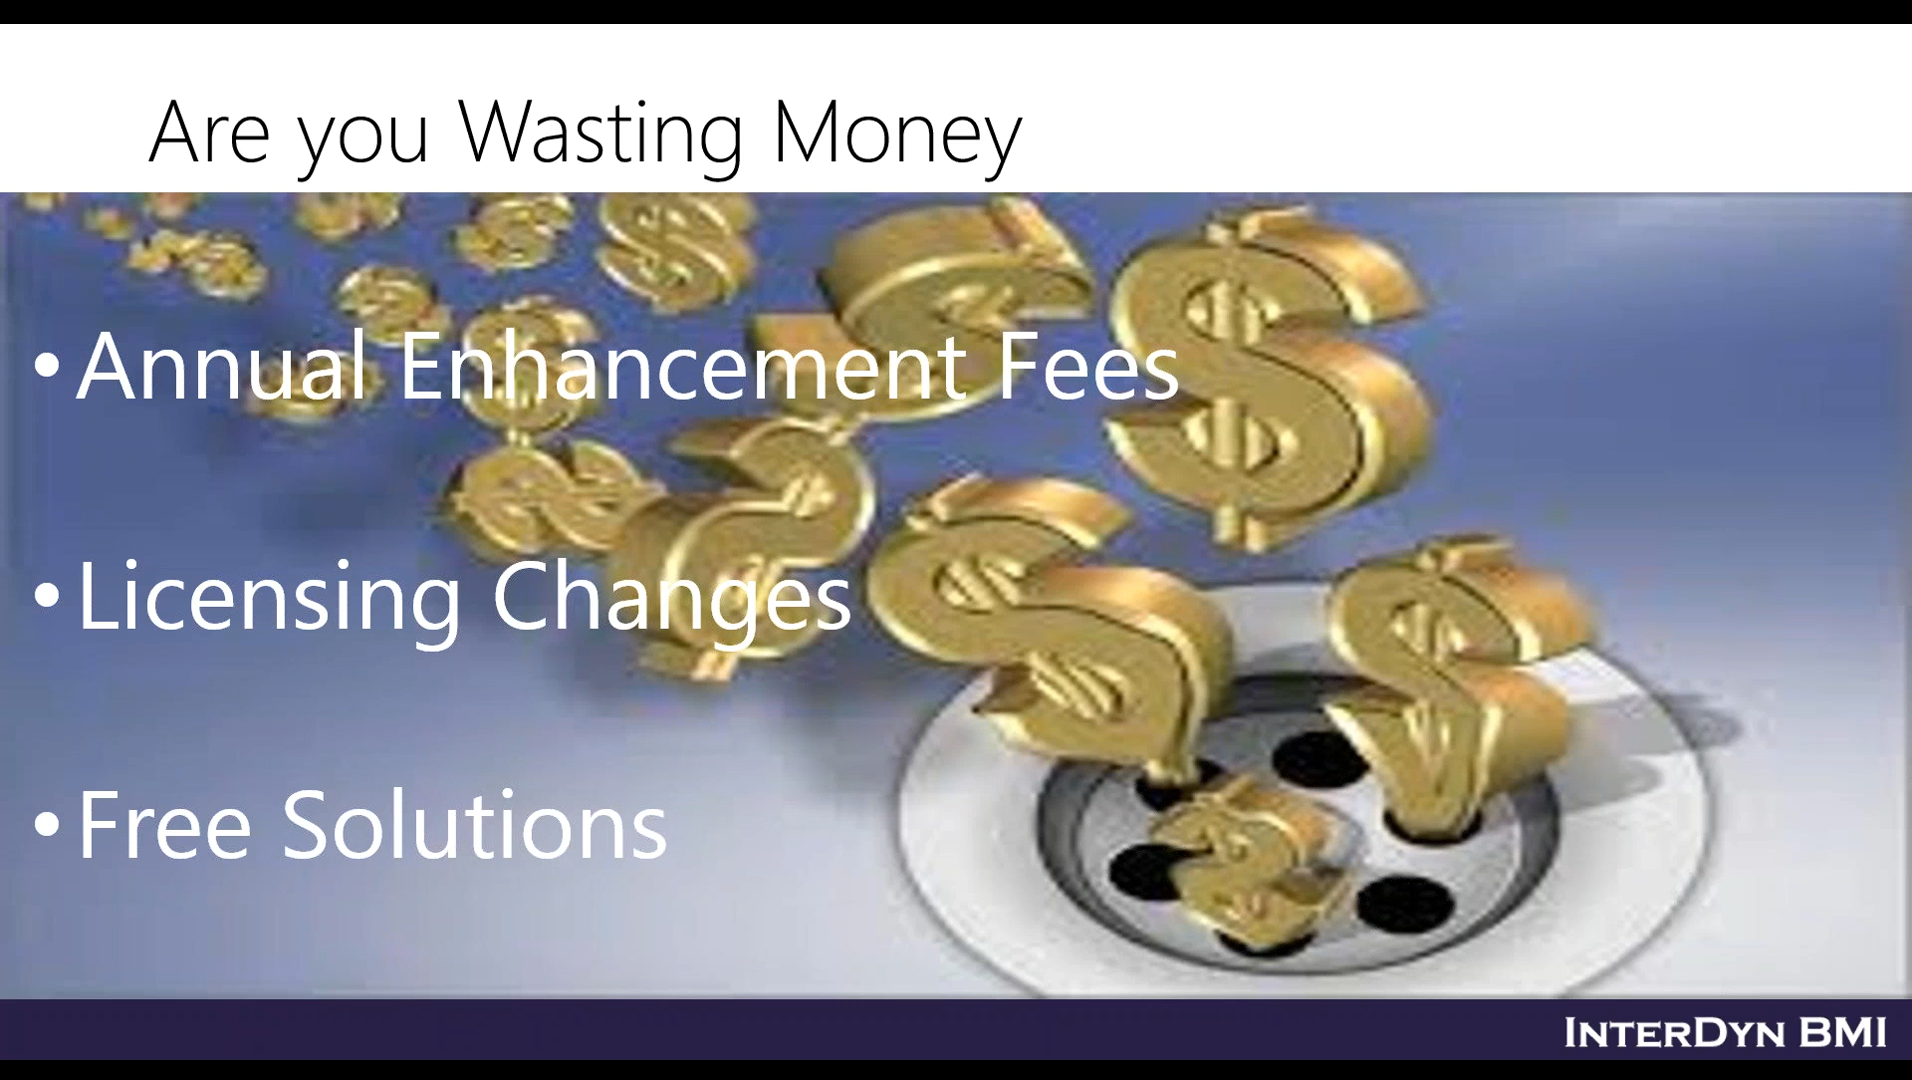 Are you Wasting Money
• Annual Enhancement Fees
• Licensing Changes
• Free Solutions
INTERDYN BMI